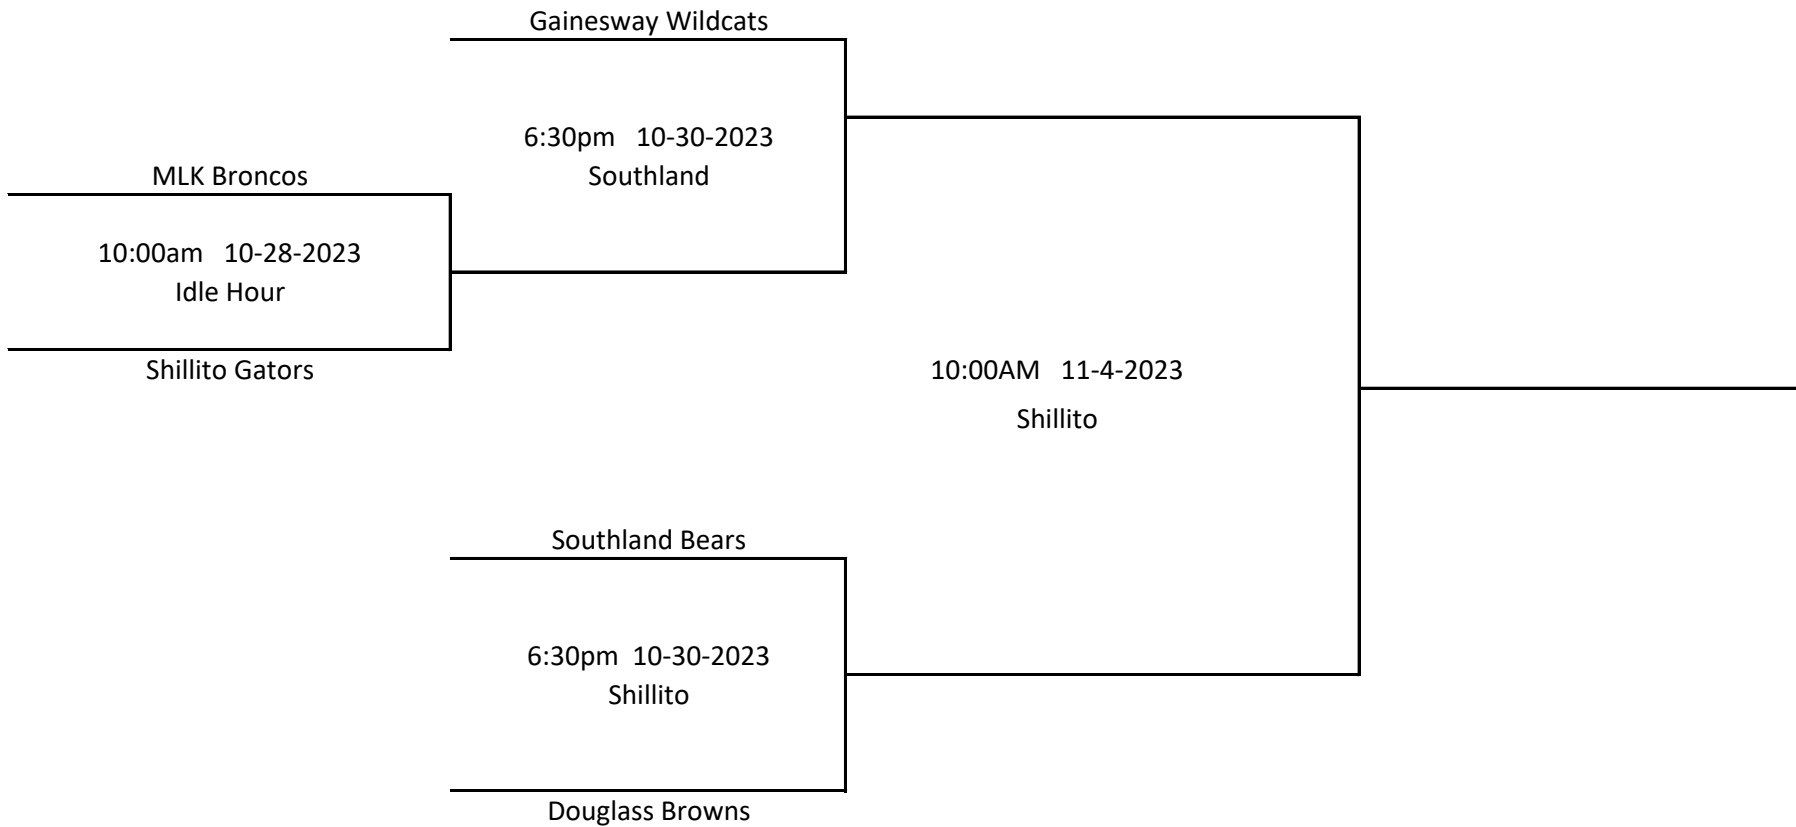 Gainesway Wildcats
6:30pm 10-30-2023
Southland
MLK Broncos
10:00am 10-28-2023
Idle Hour
Shillito Gators
10:00AM 11-4-2023
Shillito
Southland Bears
6:30pm 10-30-2023
Shillito
Douglass Browns